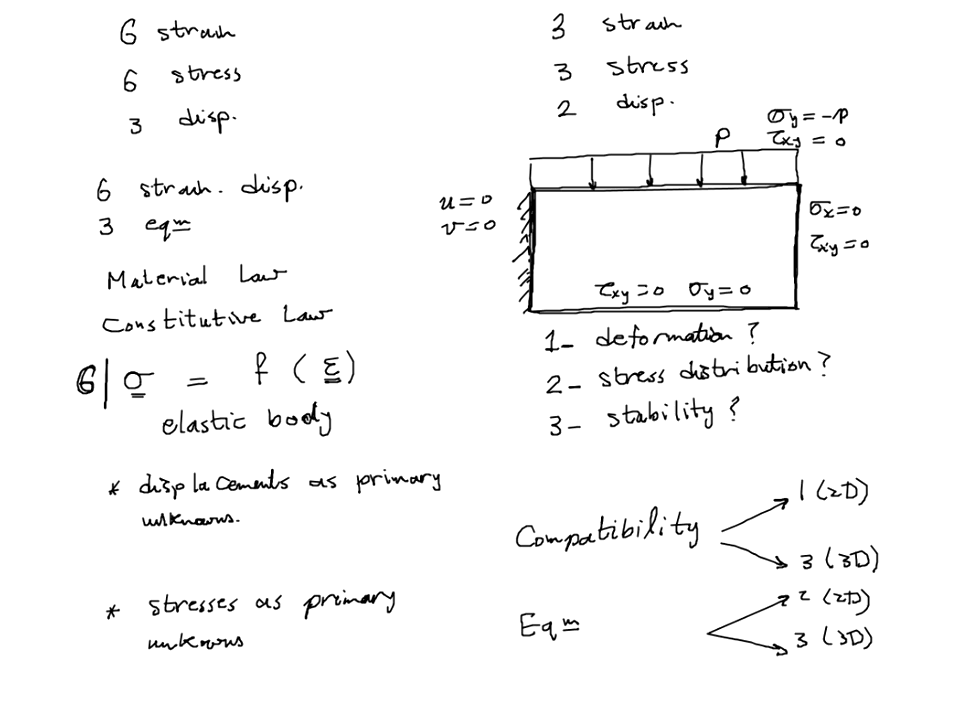 6 strain
6 stress
3 disp.
6 strain. disp.
3 eqm
Material Law
Constitutive Law
6 | σ = f ( ε )
elastic body
* displacements as primary
unknowns.
* stresses as primary
unknowns
3 strain
3 stress
2 disp.
σy = -P
τxy = 0
P
u = 0
v = 0
σx = 0
τxy = 0
τxy = 0 σy = 0
1- deformation ?
2- stress distribution ?
3- stability ?
Compatibility
1 (2D)
3 (3D)
Eqm
2 (2D)
3 (3D)